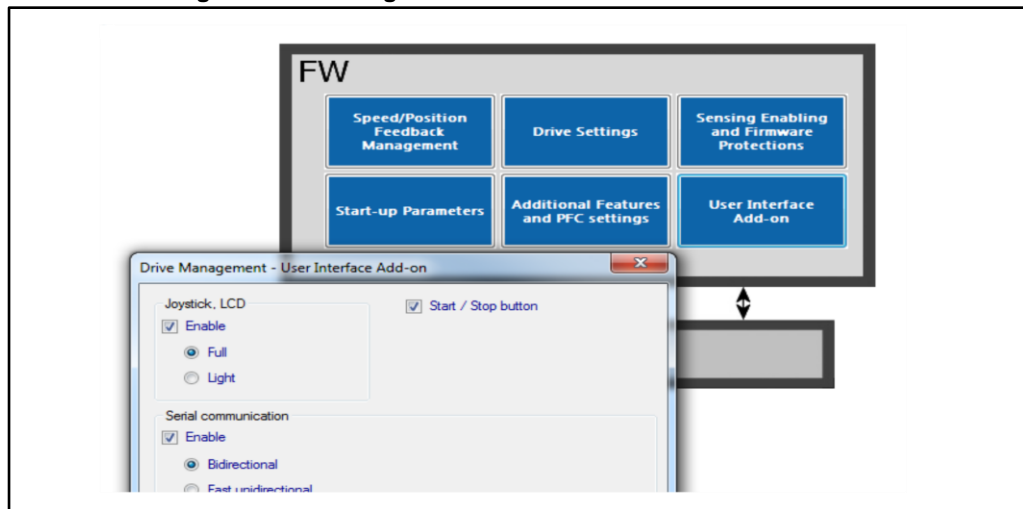 FW
Speed/Position
Feedback
Management
Drive Settings
Sensing Enabling
and Firmware
Protections
Start-up Parameters
Additional Features
and PFC settings
User Interface
Add-on
Drive Management - User Interface Add-on
Joystick, LCD
Start / Stop button
Enable
Full
Light
Serial communication
Enable
Bidirectional
Fast unidirectional